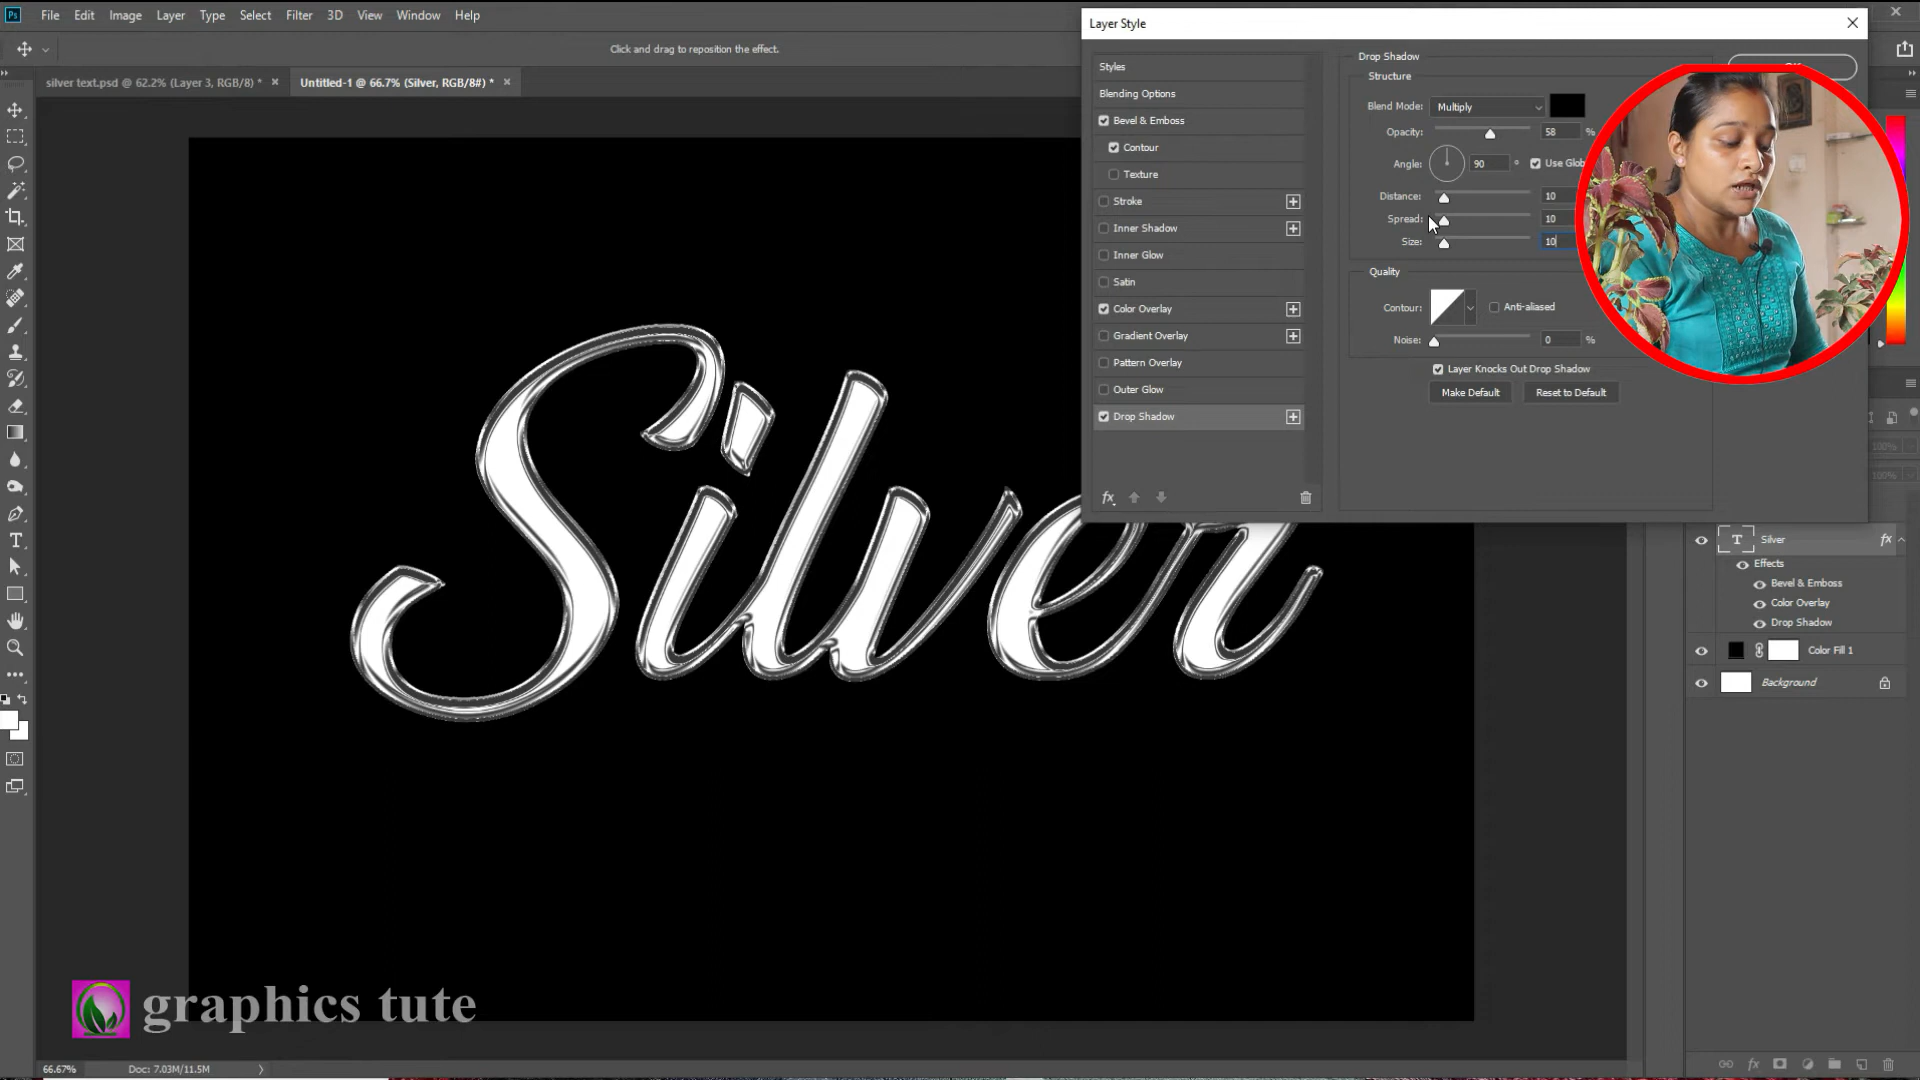 Ps File Edit Image Layer Type Select Filter 3D View Window Help
Click and drag to reposition the effect.
silver text.psd @ 62.2% (Layer 3, RGB/8) * ×
Untitled-1 @ 66.7% (Silver, RGB/8#) * ×
Layer Style
Styles
Blending Options
Bevel & Emboss
Contour
Texture
Stroke
Inner Shadow
Inner Glow
Satin
Color Overlay
Gradient Overlay
Pattern Overlay
Outer Glow
Drop Shadow
fx
Drop Shadow
Structure
Blend Mode: Multiply
Opacity: 58 %
Angle: 90 ° Use Glob
Distance: 10
Spread: 10
Size: 10
Quality
Contour: Anti-aliased
Noise: 0 %
Layer Knocks Out Drop Shadow
Make Default Reset to Default
100%
100%
Silver
T Silver fx
Effects
Bevel & Emboss
Color Overlay
Drop Shadow
Color Fill 1
Background
graphics tute
66.67% Doc: 7.03M/11.5M
fx